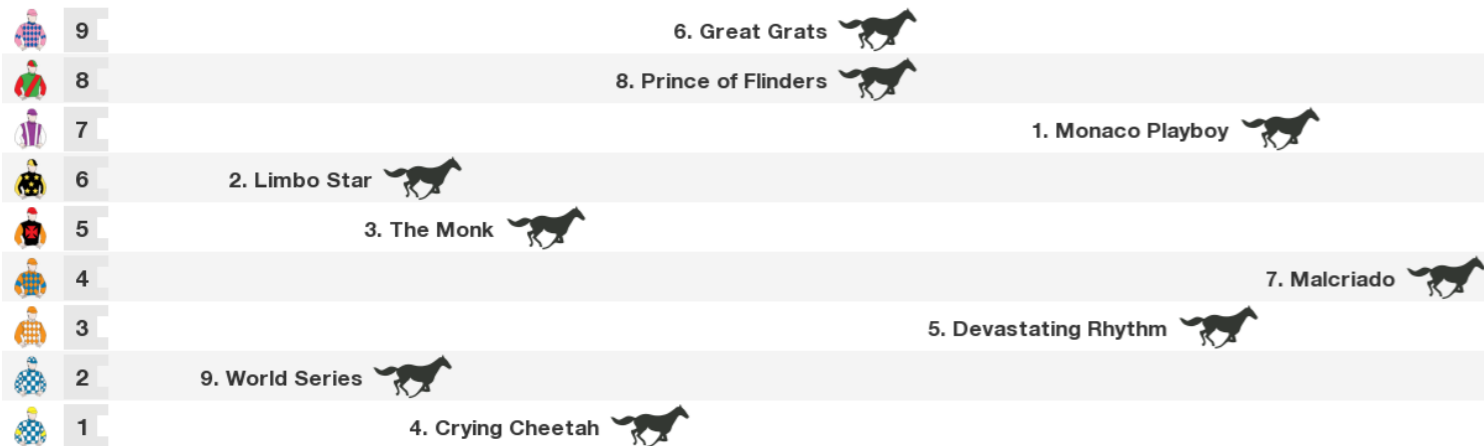 9 6. Great Grats
8 8. Prince of Flinders
7 1. Monaco Playboy
6 2. Limbo Star
5 3. The Monk
4 7. Malcriado
3 5. Devastating Rhythm
2 9. World Series
1 4. Crying Cheetah